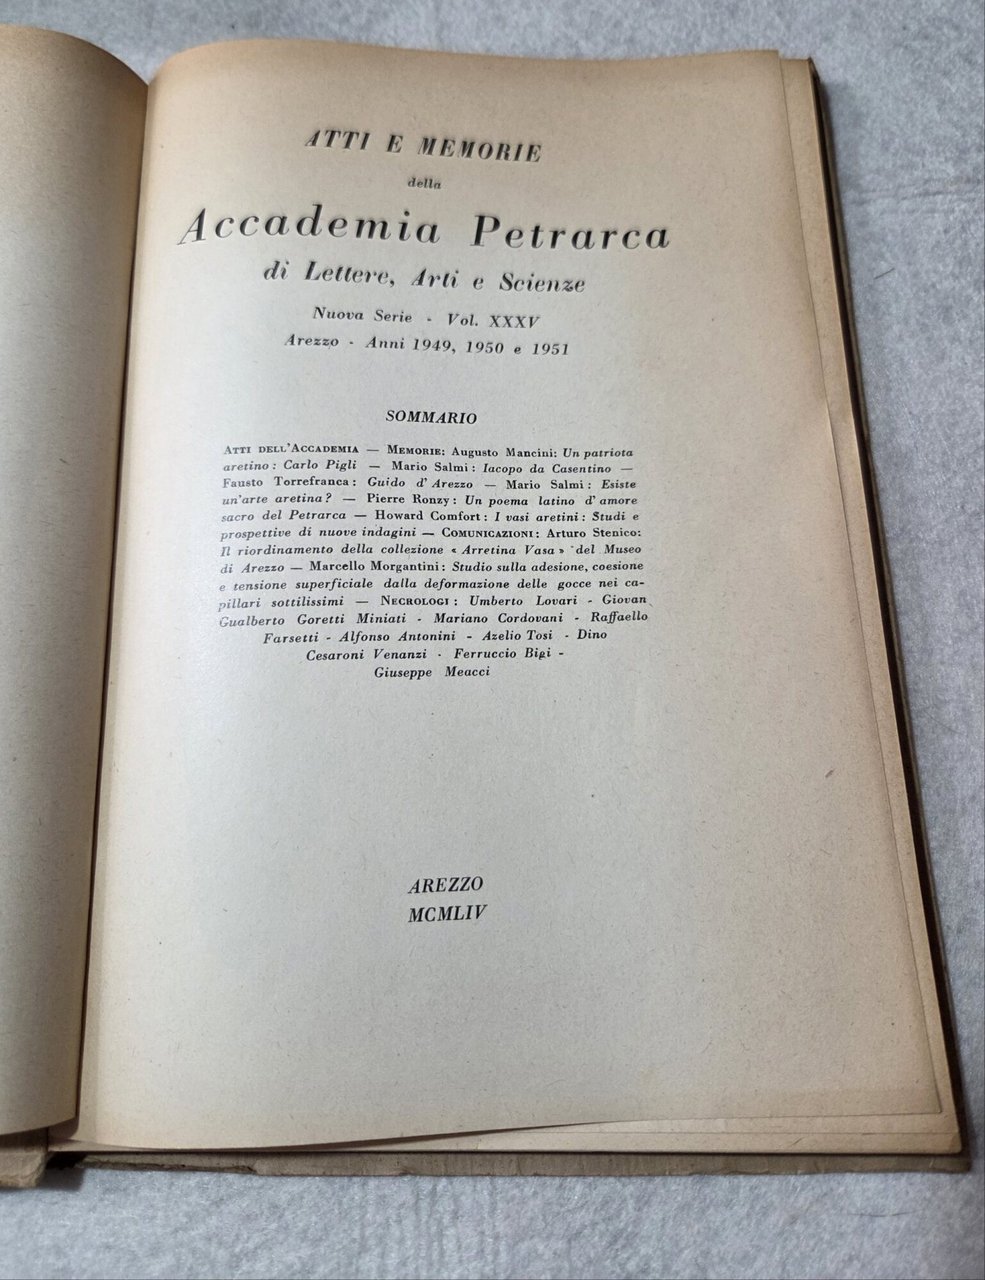 ATTI E MEMORIE
della
Accademia Petrarca
di Lettere, Arti e Scienze
Nuova Serie - Vol. XXXV
Arezzo - Anni 1949, 1950 e 1951
SOMMARIO
ATTI DELL'ACCADEMIA — MEMORIE: Augusto Mancini: Un patriota
aretino: Carlo Pigli — Mario Salmi: Iacopo da Casentino —
Fausto Torrefranca: Guido d'Arezzo — Mario Salmi: Esiste
un'arte aretina? — Pierre Ronzy: Un poema latino d'amore
sacro del Petrarca — Howard Comfort: I vasi aretini: Studi e
prospettive di nuove indagini — COMUNICAZIONI: Arturo Stenico:
Il riordinamento della collezione « Arretina Vasa » del Museo
di Arezzo — Marcello Morgantini: Studio sulla adesione, coesione
e tensione superficiale dalla deformazione delle gocce nei ca-
pillari sottilissimi — NECROLOGI: Umberto Lovari - Giovan
Gualberto Goretti Miniati - Mariano Cordovani - Raffaello
Farsetti - Alfonso Antonini - Azelio Tosi - Dino
Cesaroni Venanzi - Ferruccio Bigi -
Giuseppe Meacci
AREZZO
MCMLIV